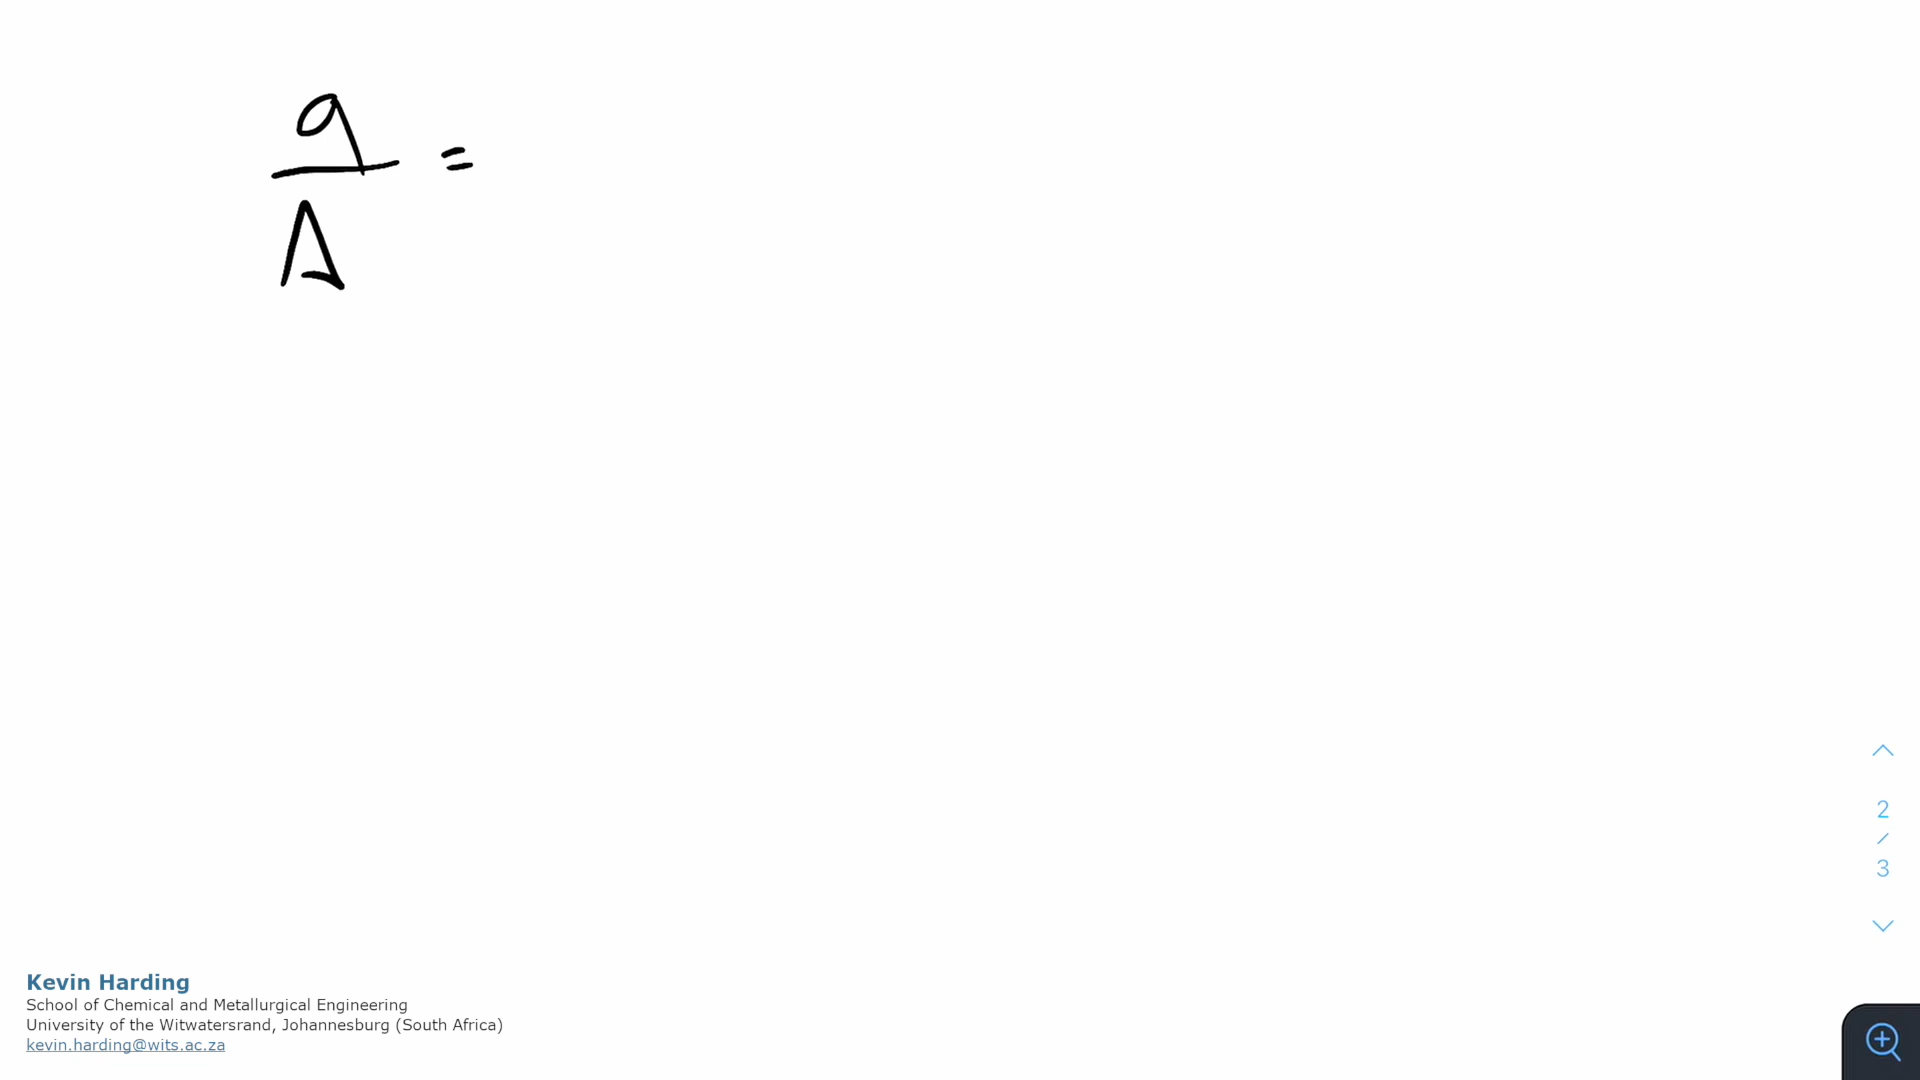 q
A
=
2
/
3
Kevin Harding
School of Chemical and Metallurgical Engineering
University of the Witwatersrand, Johannesburg (South Africa)
kevin.harding@wits.ac.za